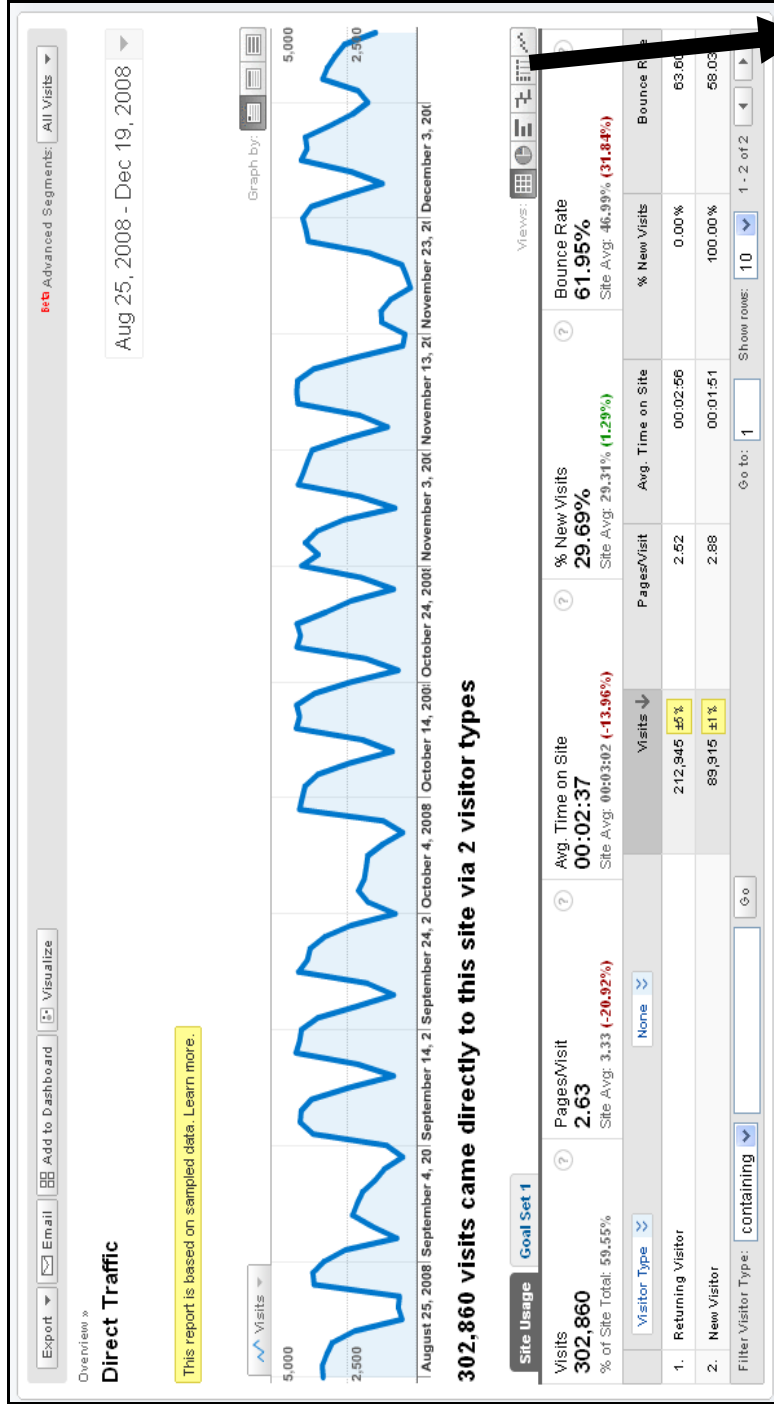 Export Email Add to Dashboard Visualize Beta Advanced Segments: All Visits
Overview »
Direct Traffic Aug 25, 2008 - Dec 19, 2008
This report is based on sampled data. Learn more.
Visits Graph by:
5,000 5,000
2,500 2,500
August 25, 2008 September 4, 20 September 14, 2 September 24, 2 October 4, 2008 October 14, 200 October 24, 200 November 3, 200 November 13, 2 November 23, 2 December 3, 200
302,860 visits came directly to this site via 2 visitor types
Site Usage Goal Set 1 Views:
Visits Pages/Visit Avg. Time on Site % New Visits Bounce Rate
302,860 2.63 00:02:37 29.69% 61.95%
% of Site Total: 59.55% Site Avg: 3.33 (-20.92%) Site Avg: 00:03:02 (-13.96%) Site Avg: 29.31% (1.29%) Site Avg: 46.99% (31.84%)
Visitor Type None Visits Pages/Visit Avg. Time on Site % New Visits Bounce
1. Returning Visitor 212,945 ±5% 2.52 00:02:56 0.00% 63.60
2. New Visitor 89,915 ±1% 2.88 00:01:51 100.00% 58.03
Filter Visitor Type: containing Go Go to: 1 Show rows: 10 1 - 2 of 2